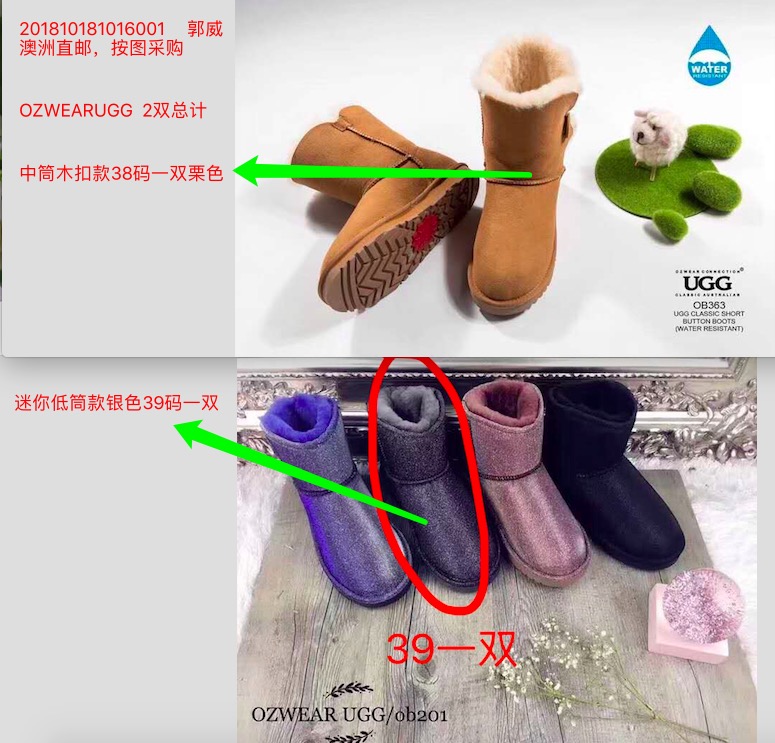 201810181016001 郭威
澳洲直邮，按图采购
OZWEARUGG 2双总计
中筒木扣款38码一双栗色
WATER
RESISTANT
OZWEAR CONNECTION®
UGG
CLASSIC AUSTRALIAN
OB363
UGG CLASSIC SHORT
BUTTON BOOTS
(WATER RESISTANT)
迷你低筒款银色39码一双
39一双
OZWEAR UGG/ob201